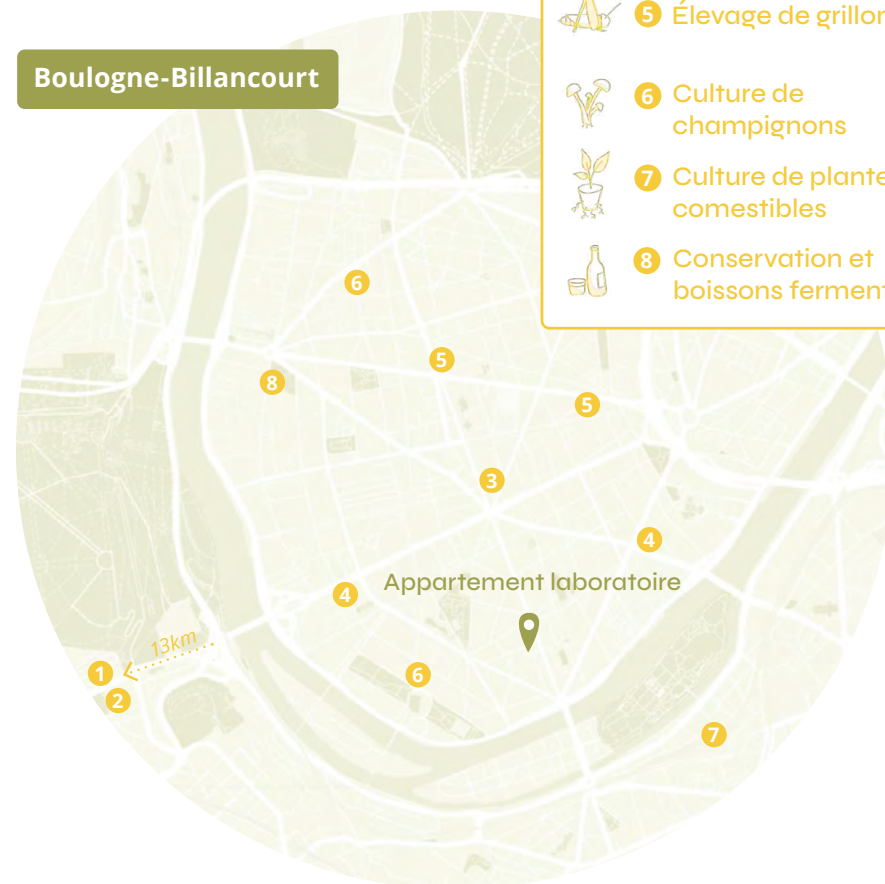 Boulogne-Billancourt
5 Élevage de grillon
6 Culture de
champignons
7 Culture de plante
comestibles
8 Conservation et
boissons ferment
6
5
8
5
3
4
Appartement laboratoire
4
13km
1
6
2
7